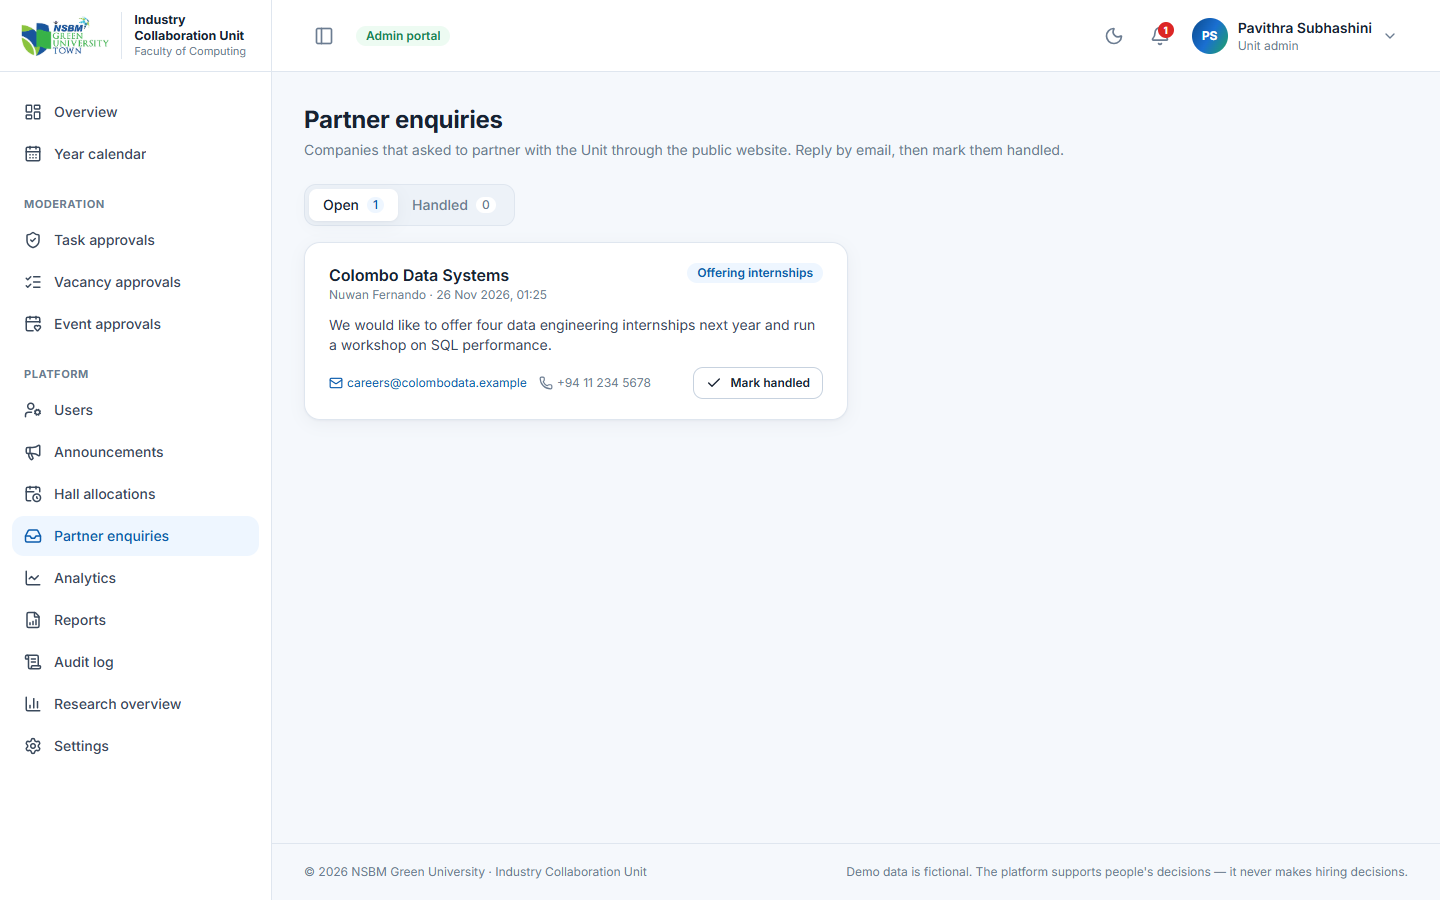 NSBM
GREEN
UNIVERSITY
TOWN
Industry
Collaboration Unit
Faculty of Computing
Admin portal
1
PS
Pavithra Subhashini
Unit admin
Overview
Year calendar
MODERATION
Task approvals
Vacancy approvals
Event approvals
PLATFORM
Users
Announcements
Hall allocations
Partner enquiries
Analytics
Reports
Audit log
Research overview
Settings
Partner enquiries
Companies that asked to partner with the Unit through the public website. Reply by email, then mark them handled.
Open 1 Handled 0
Colombo Data Systems Offering internships
Nuwan Fernando · 26 Nov 2026, 01:25
We would like to offer four data engineering internships next year and run
a workshop on SQL performance.
careers@colombodata.example +94 11 234 5678 Mark handled
© 2026 NSBM Green University · Industry Collaboration Unit
Demo data is fictional. The platform supports people's decisions — it never makes hiring decisions.